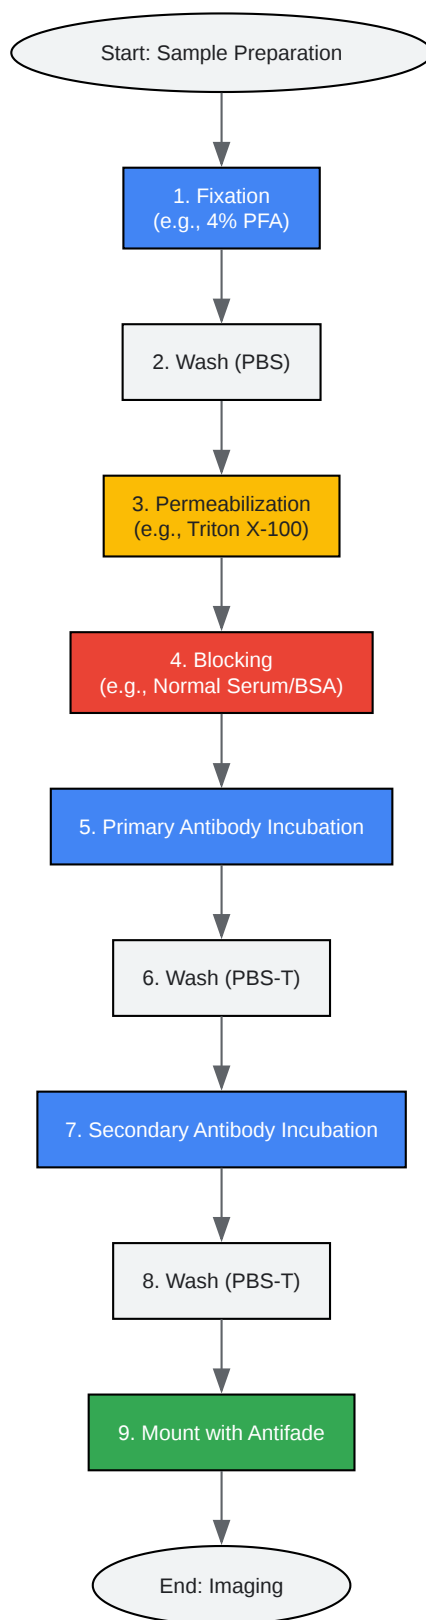 Start: Sample Preparation
1. Fixation
(e.g., 4% PFA)
2. Wash (PBS)
3. Permeabilization
(e.g., Triton X-100)
4. Blocking
(e.g., Normal Serum/BSA)
5. Primary Antibody Incubation
6. Wash (PBS-T)
7. Secondary Antibody Incubation
8. Wash (PBS-T)
9. Mount with Antifade
End: Imaging